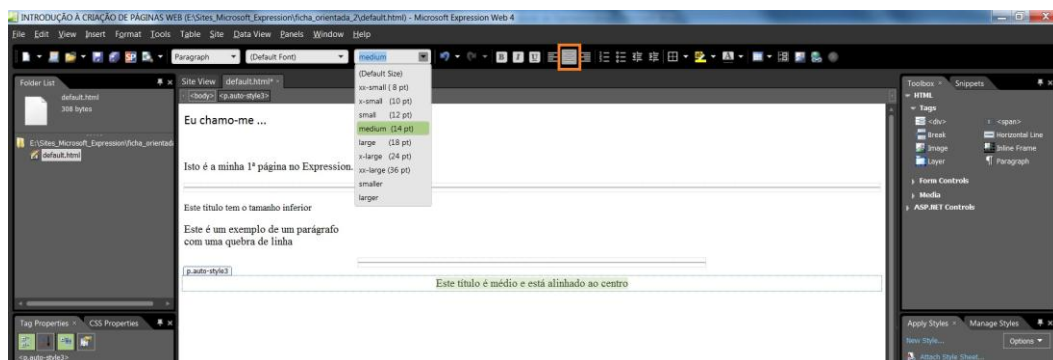 INTRODUÇÃO À CRIAÇÃO DE PÁGINAS WEB (E:\Sites_Microsoft_Expression\ficha_orientada_2\default.html) - Microsoft Expression Web 4
File Edit View Insert Format Tools Table Site Data View Panels Window Help
Paragraph (Default Font) medium B I U
Folder List
default.html
308 bytes
E:\Sites_Microsoft_Expression\ficha_orientad
default.html
Site View default.html*
<body> <p.auto-style3>
(Default Size)
xx-small ( 8 pt)
x-small (10 pt)
small (12 pt)
medium (14 pt)
large (18 pt)
x-large (24 pt)
xx-large (36 pt)
smaller
larger
Eu chamo-me ...
Isto é a minha 1ª página no Expression.
Este titulo tem o tamanho inferior
Este é um exemplo de um parágrafo
com uma quebra de linha
p.auto-style3
Este título é médio e está alinhado ao centro
Toolbox Snippets
HTML
Tags
<div> <span>
Break Horizontal Line
Image Inline Frame
Layer Paragraph
Form Controls
Media
ASP.NET Controls
Tag Properties CSS Properties
<p.auto-style3>
Apply Styles Manage Styles
New Style... Options
Attach Style Sheet...